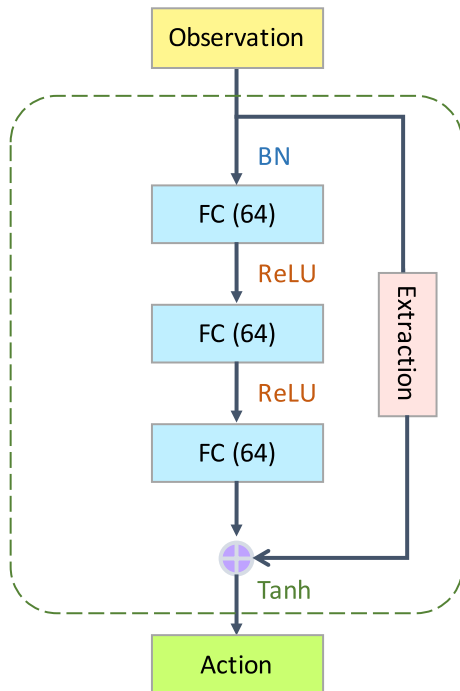 Observation
BN
FC (64)
ReLU
FC (64)
Extraction
ReLU
FC (64)
Tanh
Action